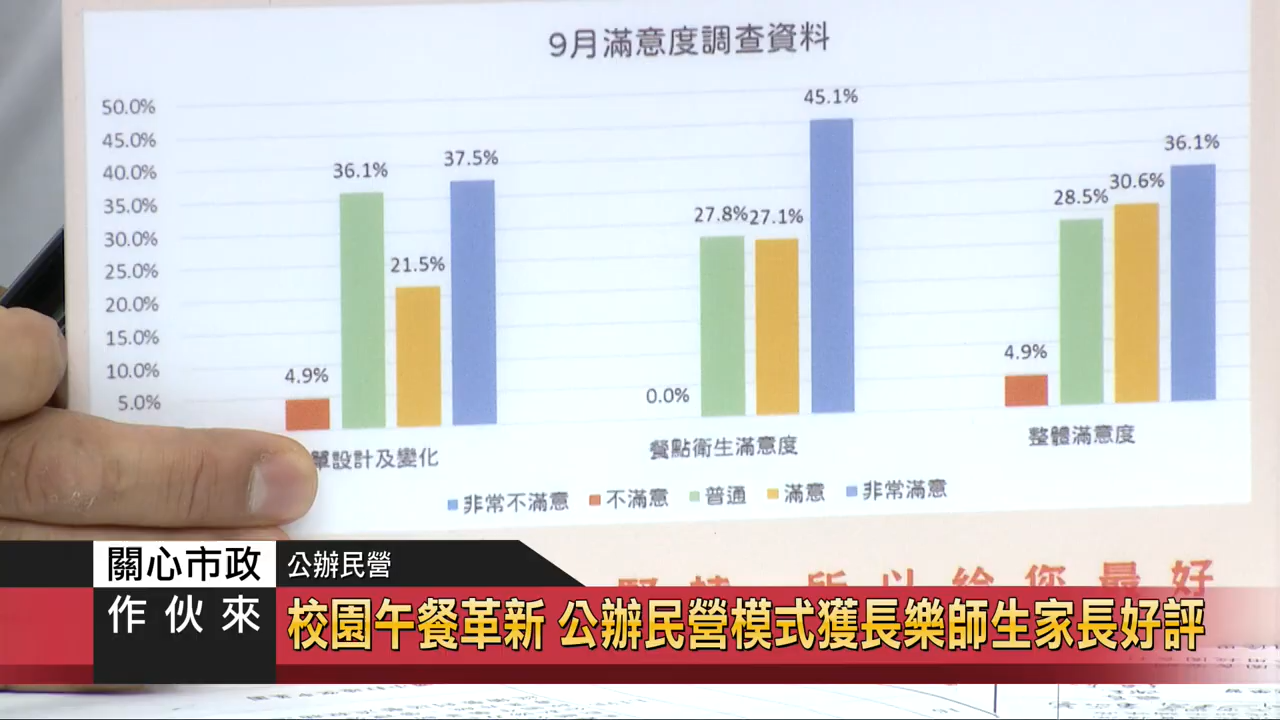 9月滿意度調查資料
50.0%
45.0%
40.0%
35.0%
30.0%
25.0%
20.0%
15.0%
10.0%
5.0%
4.9%
36.1%
21.5%
37.5%
0.0%
27.8%
27.1%
45.1%
4.9%
28.5%
30.6%
36.1%
單設計及變化
餐點衛生滿意度
整體滿意度
非常不滿意 不滿意 普通 滿意 非常滿意
所以給您最好
關心市政
作伙來
公辦民營
校園午餐革新 公辦民營模式獲長樂師生家長好評